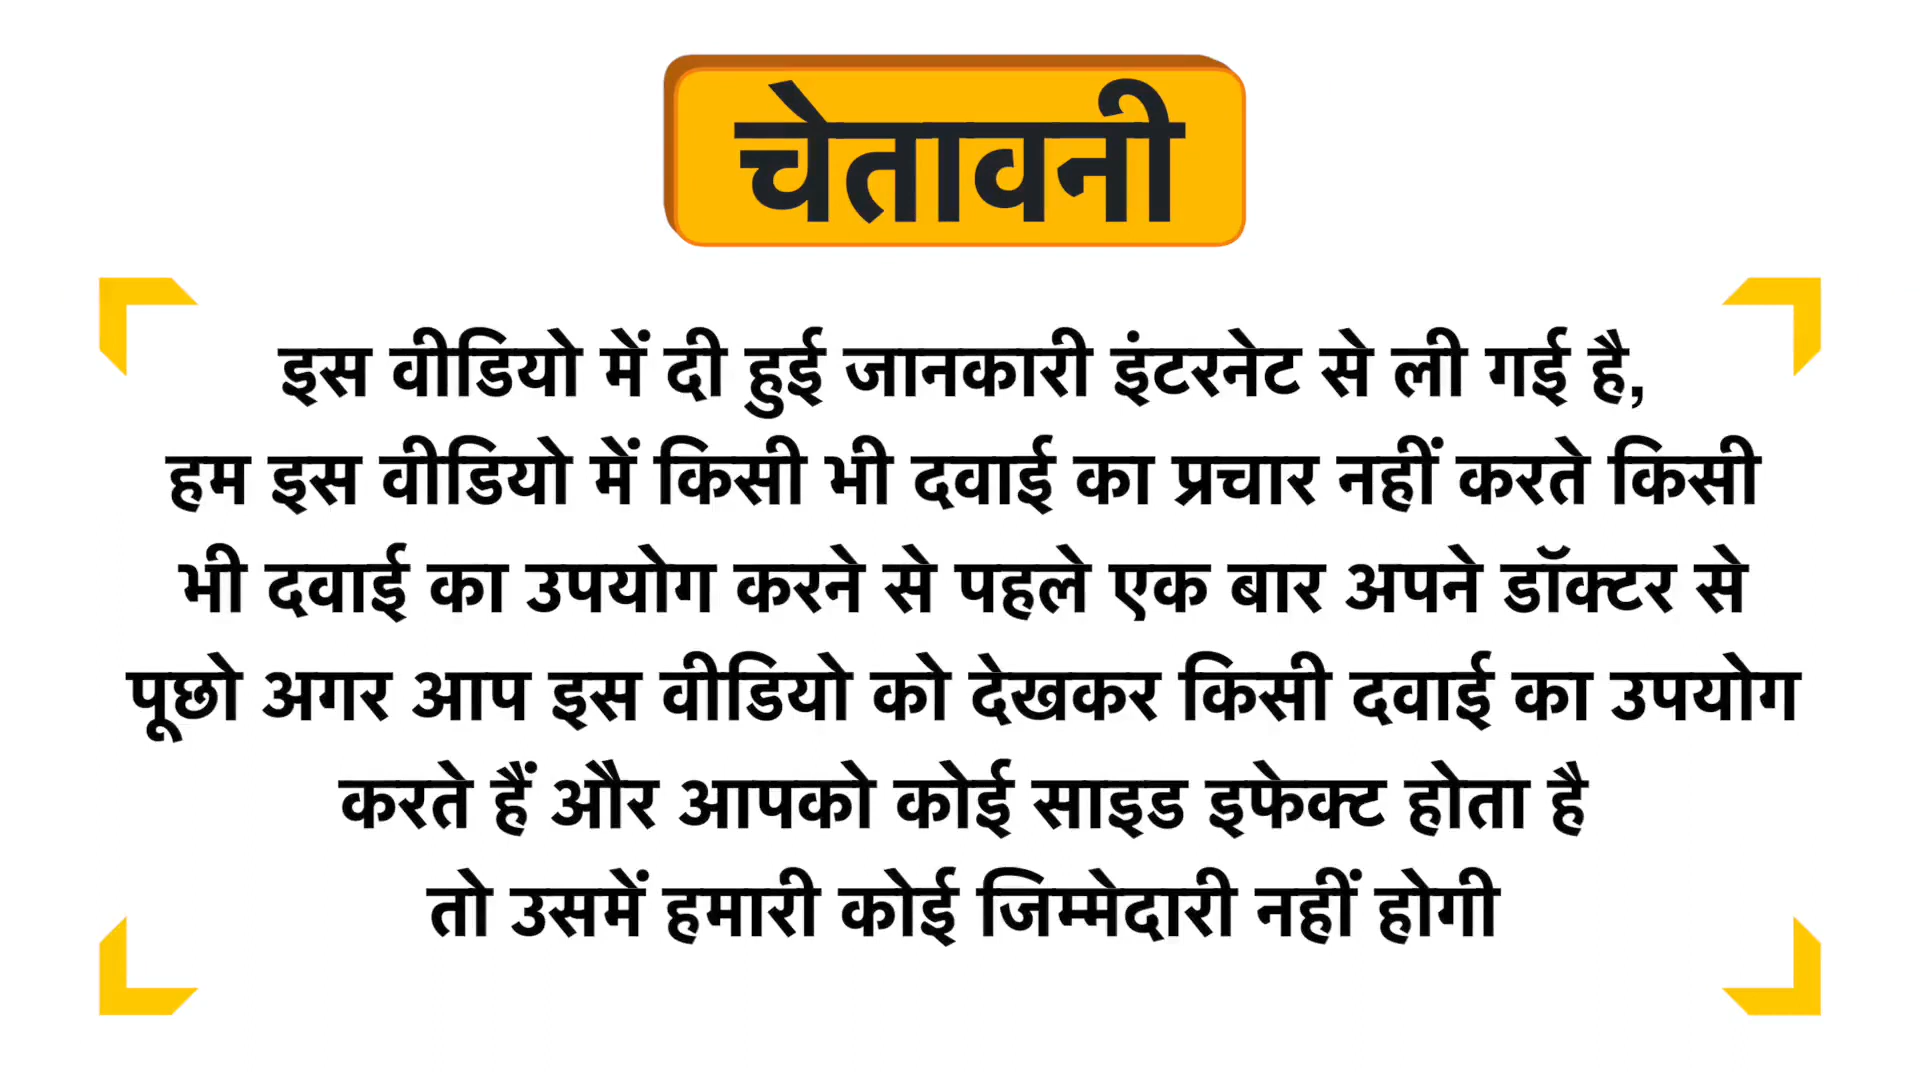 चेतावनी
इस वीडियो में दी हुई जानकारी इंटरनेट से ली गई है,
हम इस वीडियो में किसी भी दवाई का प्रचार नहीं करते किसी
भी दवाई का उपयोग करने से पहले एक बार अपने डॉक्टर से
पूछो अगर आप इस वीडियो को देखकर किसी दवाई का उपयोग
करते हैं और आपको कोई साइड इफेक्ट होता है
तो उसमें हमारी कोई जिम्मेदारी नहीं होगी